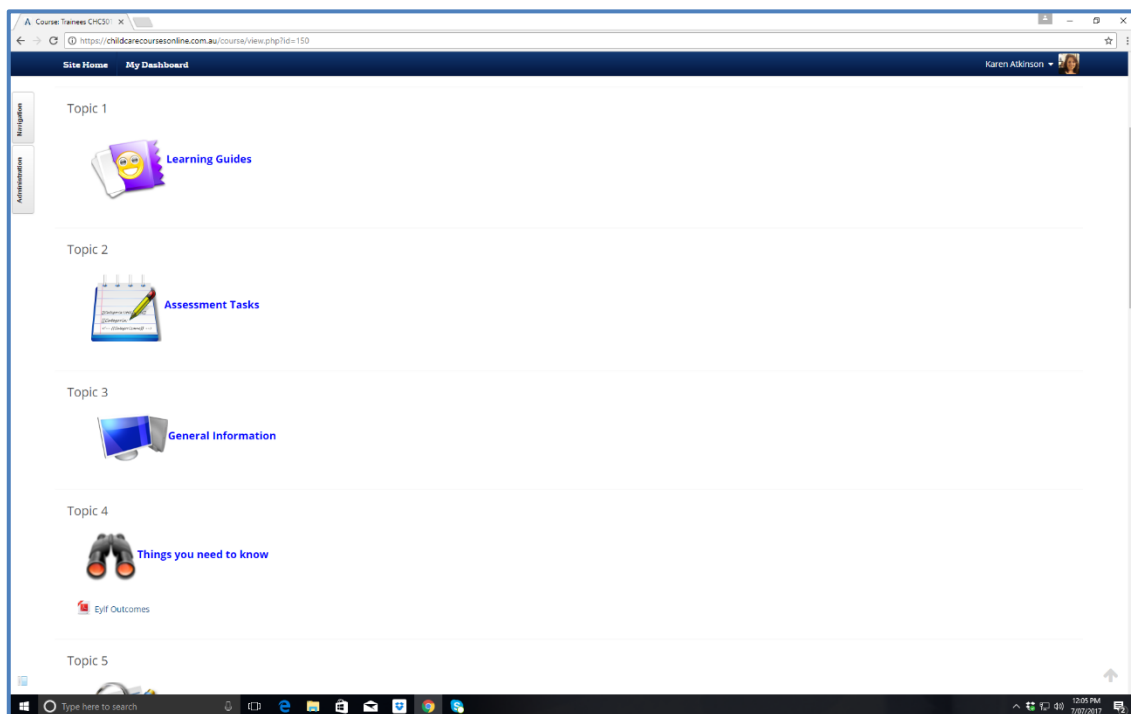 Course: Trainees CHC501
https://childcarecoursesonline.com.au/course/view.php?id=150
Site Home My Dashboard
Karen Atkinson
Navigation
Administration
Topic 1
Learning Guides
Topic 2
Assessment Tasks
Topic 3
General Information
Topic 4
Things you need to know
Eylf Outcomes
Topic 5
Type here to search
12:05 PM
7/07/2017